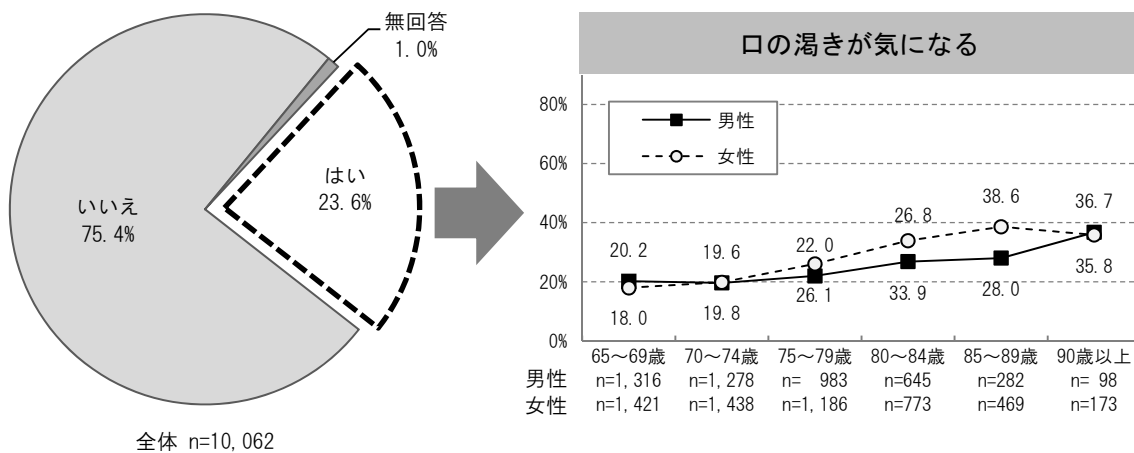 無回答
1.0%
はい
23.6%
いいえ
75.4%
全体 n=10,062
口の渇きが気になる
80%
60%
40%
20%
0%
男性
女性
20.2 19.6 22.0 26.8 38.6 36.7
18.0 19.8 26.1 33.9 28.0 35.8
65～69歳 70～74歳 75～79歳 80～84歳 85～89歳 90歳以上
男性 n=1,316 n=1,278 n= 983 n=645 n=282 n= 98
女性 n=1,421 n=1,438 n=1,186 n=773 n=469 n=173